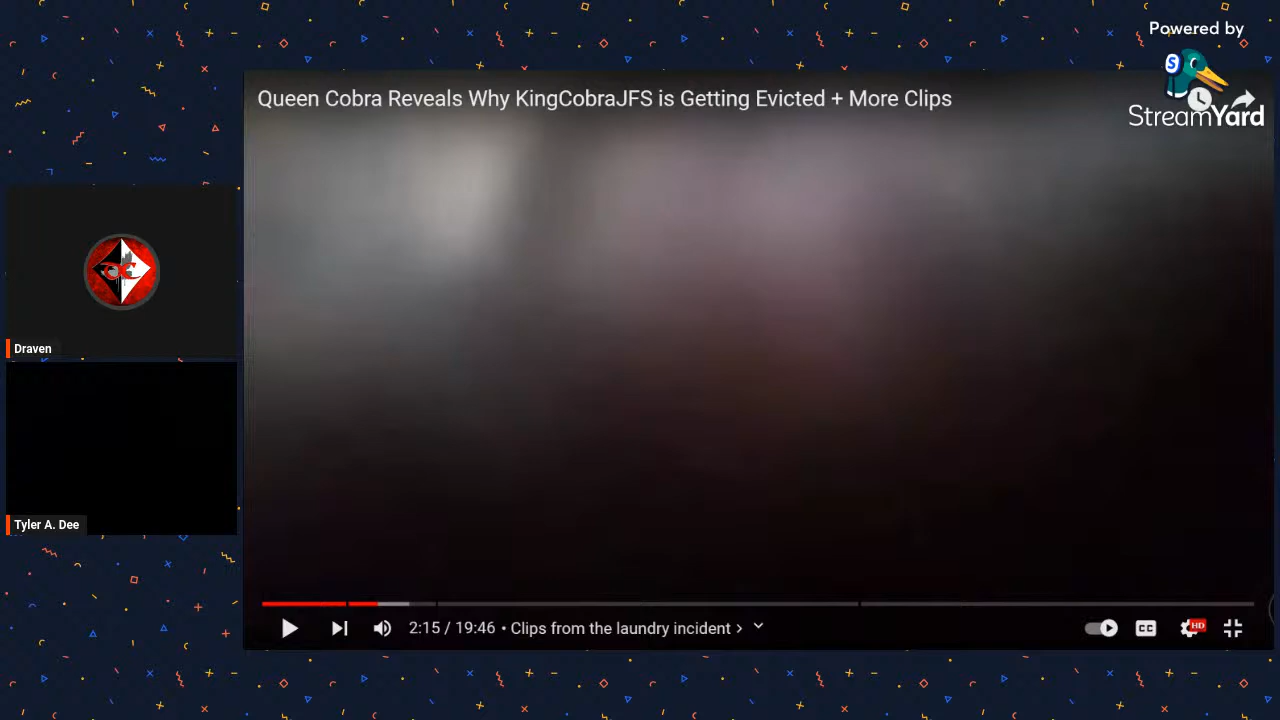 Powered by
StreamYard
Queen Cobra Reveals Why KingCobraJFS is Getting Evicted + More Clips
Draven
Tyler A. Dee
2:15 / 19:46 • Clips from the laundry incident
CC
HD